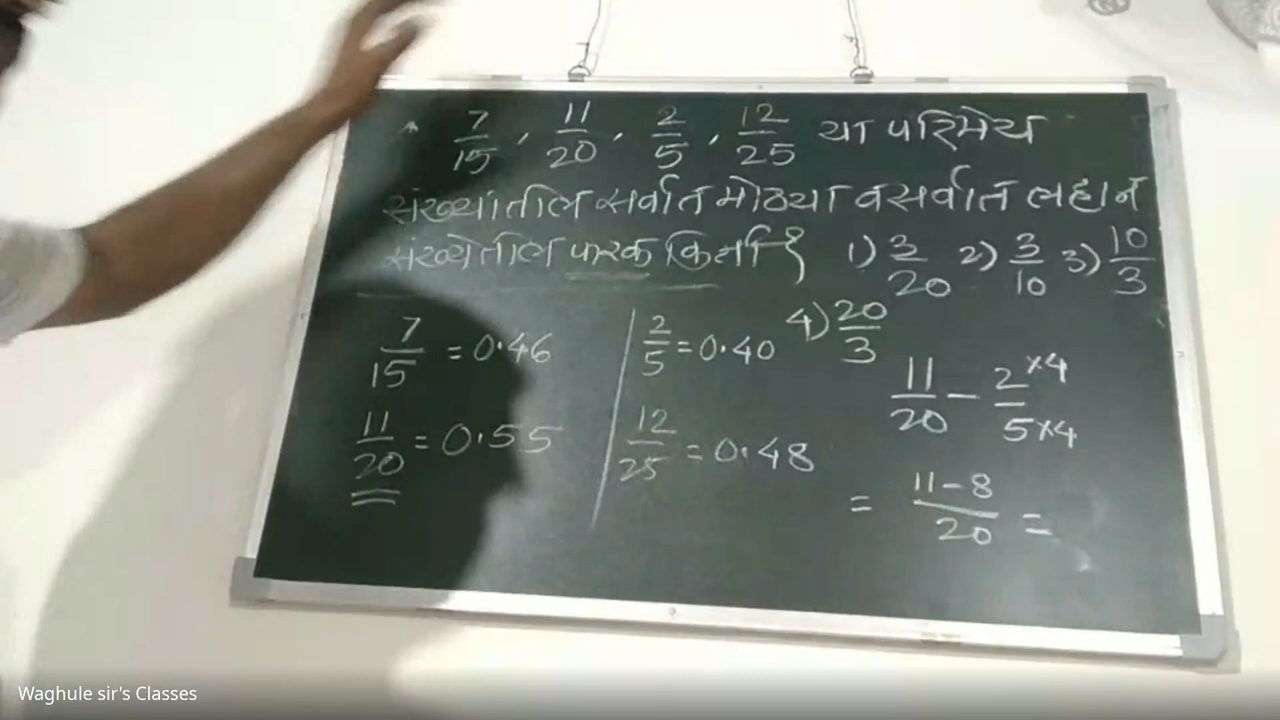 * 7/15, 11/20, 2/5, 12/25 या परिमेय
संख्यांतील सर्वात मोठ्या व सर्वात लहान
संख्येतील फरक किती? 1) 3/20 2) 3/10 3) 10/3
4) 20/3
7/15 = 0.46
11/20 = 0.55
2/5 = 0.40
12/25 = 0.48
11/20 - 2×4/5×4
= 11-8/20 =
Waghule sir's Classes